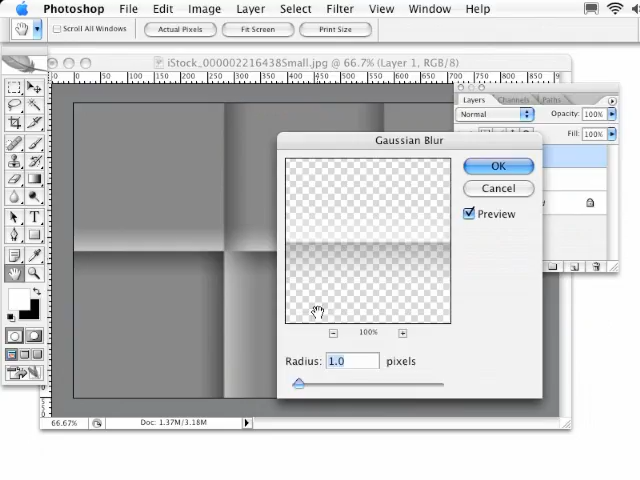 Photoshop File Edit Image Layer Select Filter View Window Help
Scroll All Windows Actual Pixels Fit Screen Print Size
iStock_000002216438Small.jpg @ 66.7% (Layer 1, RGB/8)
Layers Channels Paths
Normal Opacity: 100%
Fill: 100%
Gaussian Blur
OK
Cancel
Preview
100%
Radius: 1.0 pixels
66.67% Doc: 1.37M/3.18M